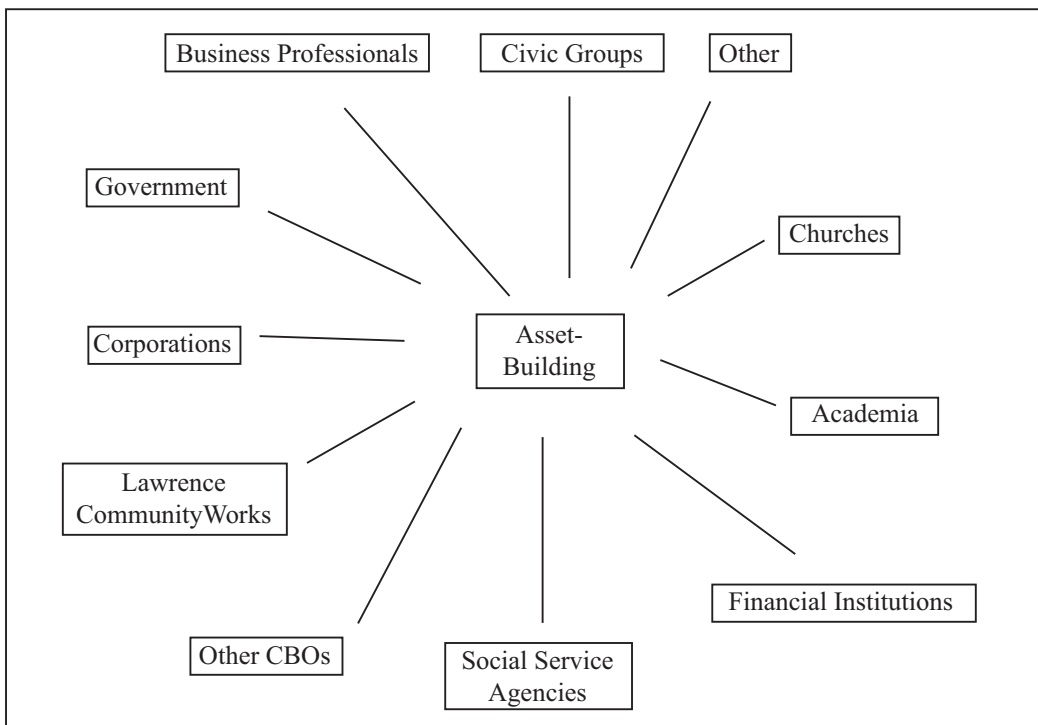 Business Professionals
Civic Groups
Other
Government
Churches
Corporations
Asset-
Building
Academia
Lawrence
CommunityWorks
Financial Institutions
Other CBOs
Social Service
Agencies